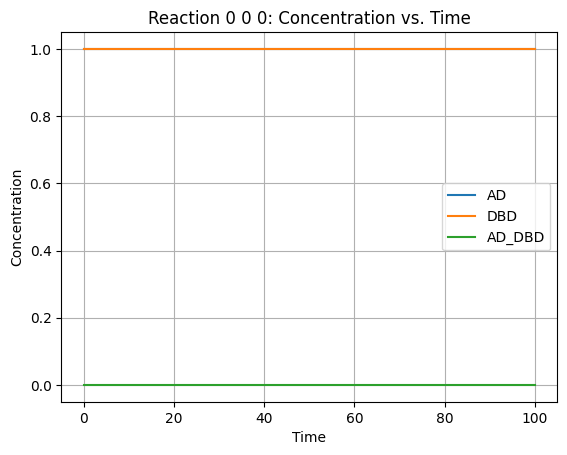 Reaction 0 0 0: Concentration vs. Time
1.0
0.8
0.6
0.4
0.2
0.0
Concentration
AD
DBD
AD_DBD
0 20 40 60 80 100
Time